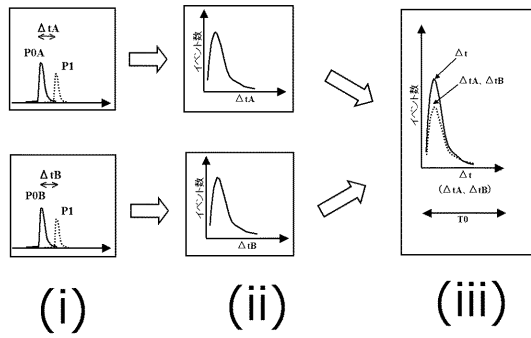 ΔtA
P0A
P1
イベント数
ΔtA
ΔtB
P0B
P1
イベント数
ΔtB
イベント数
Δt
ΔtA、ΔtB
Δt
(ΔtA、ΔtB)
T0
(i)
(ii)
(iii)